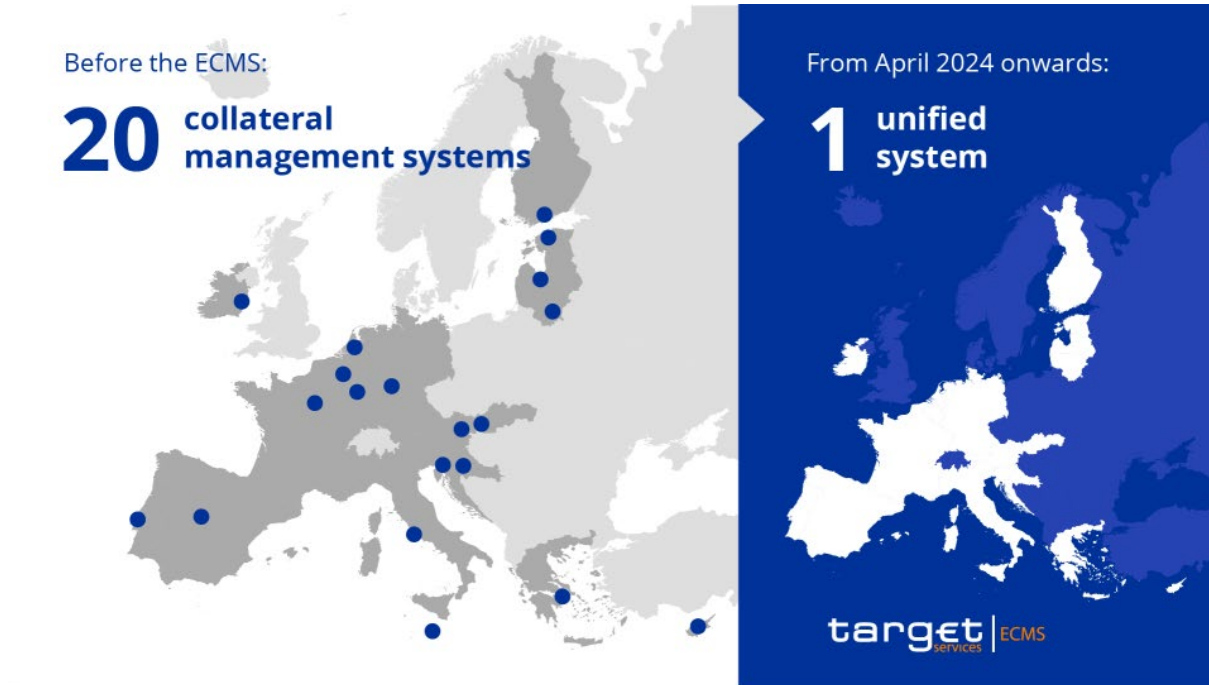 Before the ECMS:
20 collateral
management systems
From April 2024 onwards:
1 unified
system
target
services
ECMS